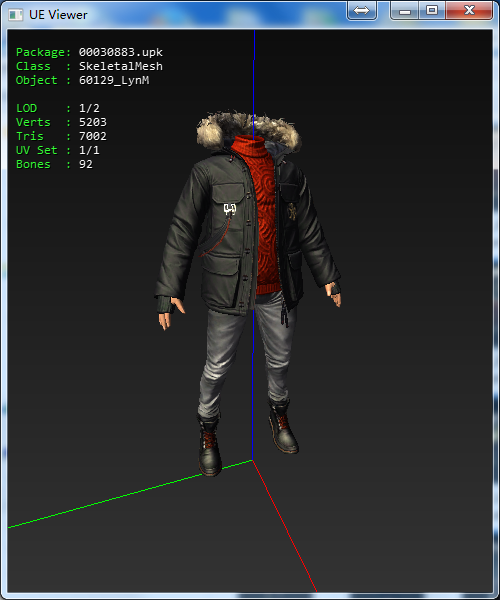 UE Viewer
Package: 00030883.upk
Class : SkeletalMesh
Object : 60129_LynM
LOD : 1/2
Verts : 5203
Tris : 7002
UV Set : 1/1
Bones : 92